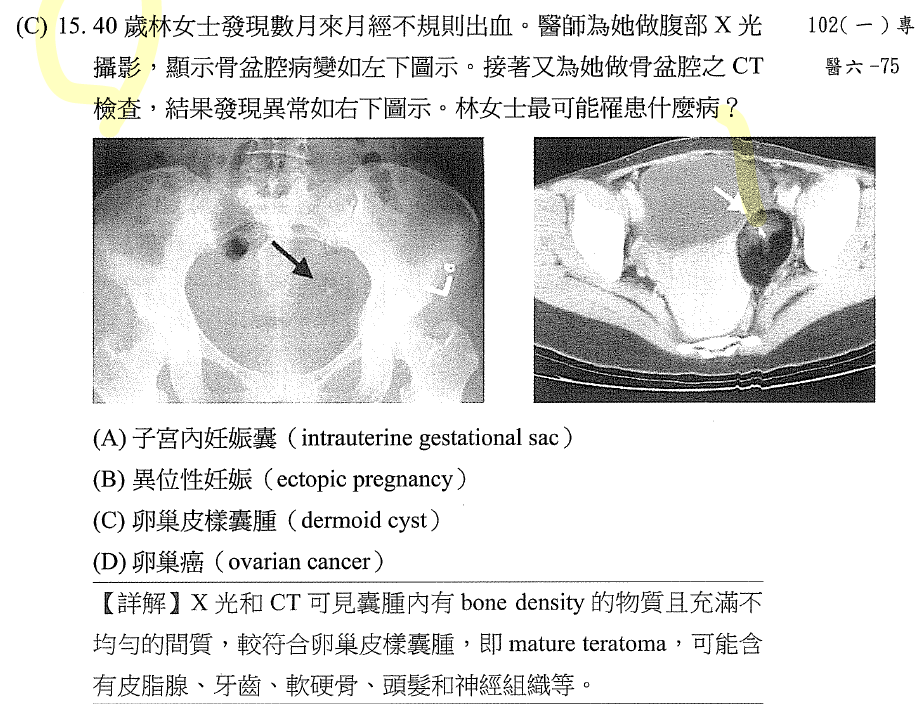 (C) 15. 40 歲林女士發現數月來月經不規則出血。醫師為她做腹部 X 光
102(一)專
攝影,顯示骨盆腔病變如左下圖示。接著又為她做骨盆腔之 CT
醫六-75
檢查,結果發現異常如右下圖示。林女士最可能罹患什麼病?
(A) 子宮內妊娠囊(intrauterine gestational sac)
(B) 異位性妊娠(ectopic pregnancy)
(C) 卵巢皮樣囊腫(dermoid cyst)
(D) 卵巢癌(ovarian cancer)
【詳解】X 光和 CT 可見囊腫內有 bone density 的物質且充滿不
均勻的間質,較符合卵巢皮樣囊腫,即 mature teratoma,可能含
有皮脂腺、牙齒、軟硬骨、頭髮和神經組織等。